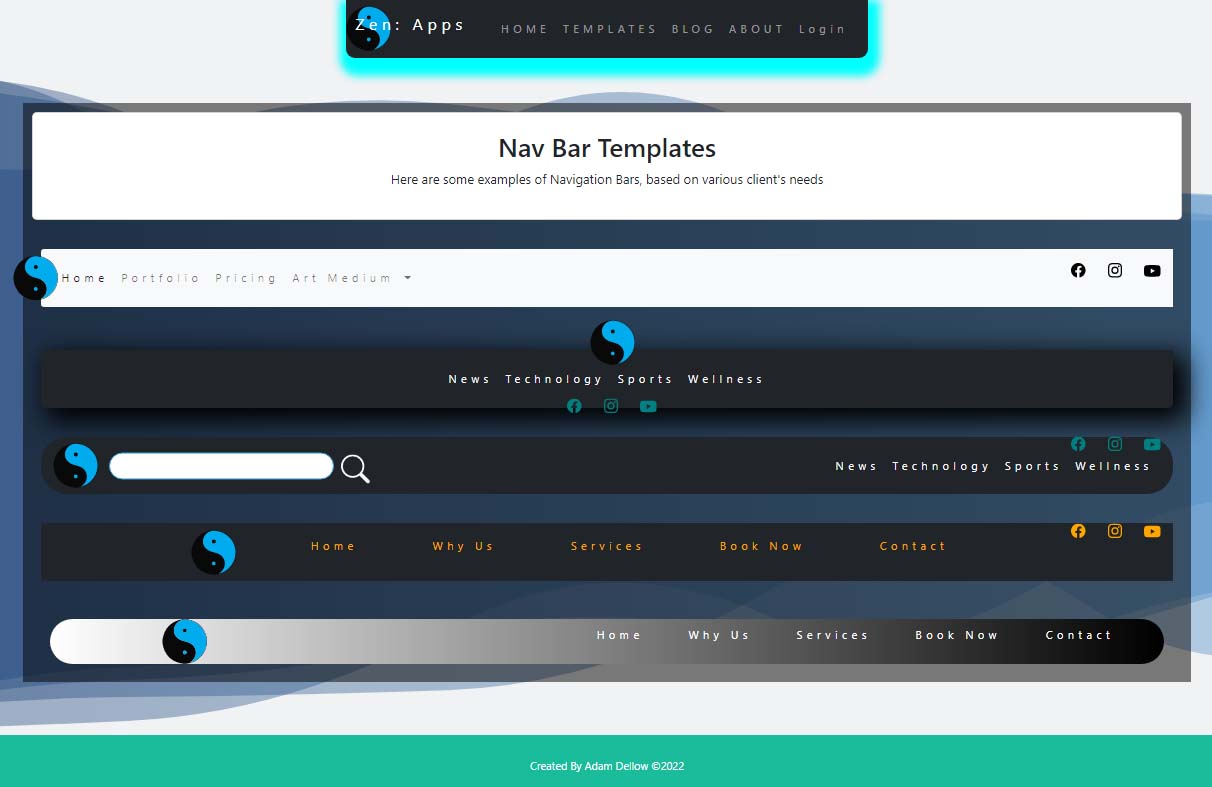 Zen: Apps HOME TEMPLATES BLOG ABOUT Login
Nav Bar Templates
Here are some examples of Navigation Bars, based on various client's needs
Home Portfolio Pricing Art Medium
News Technology Sports Wellness
News Technology Sports Wellness
Home Why Us Services Book Now Contact
Home Why Us Services Book Now Contact
Created By Adam Dellow ©2022